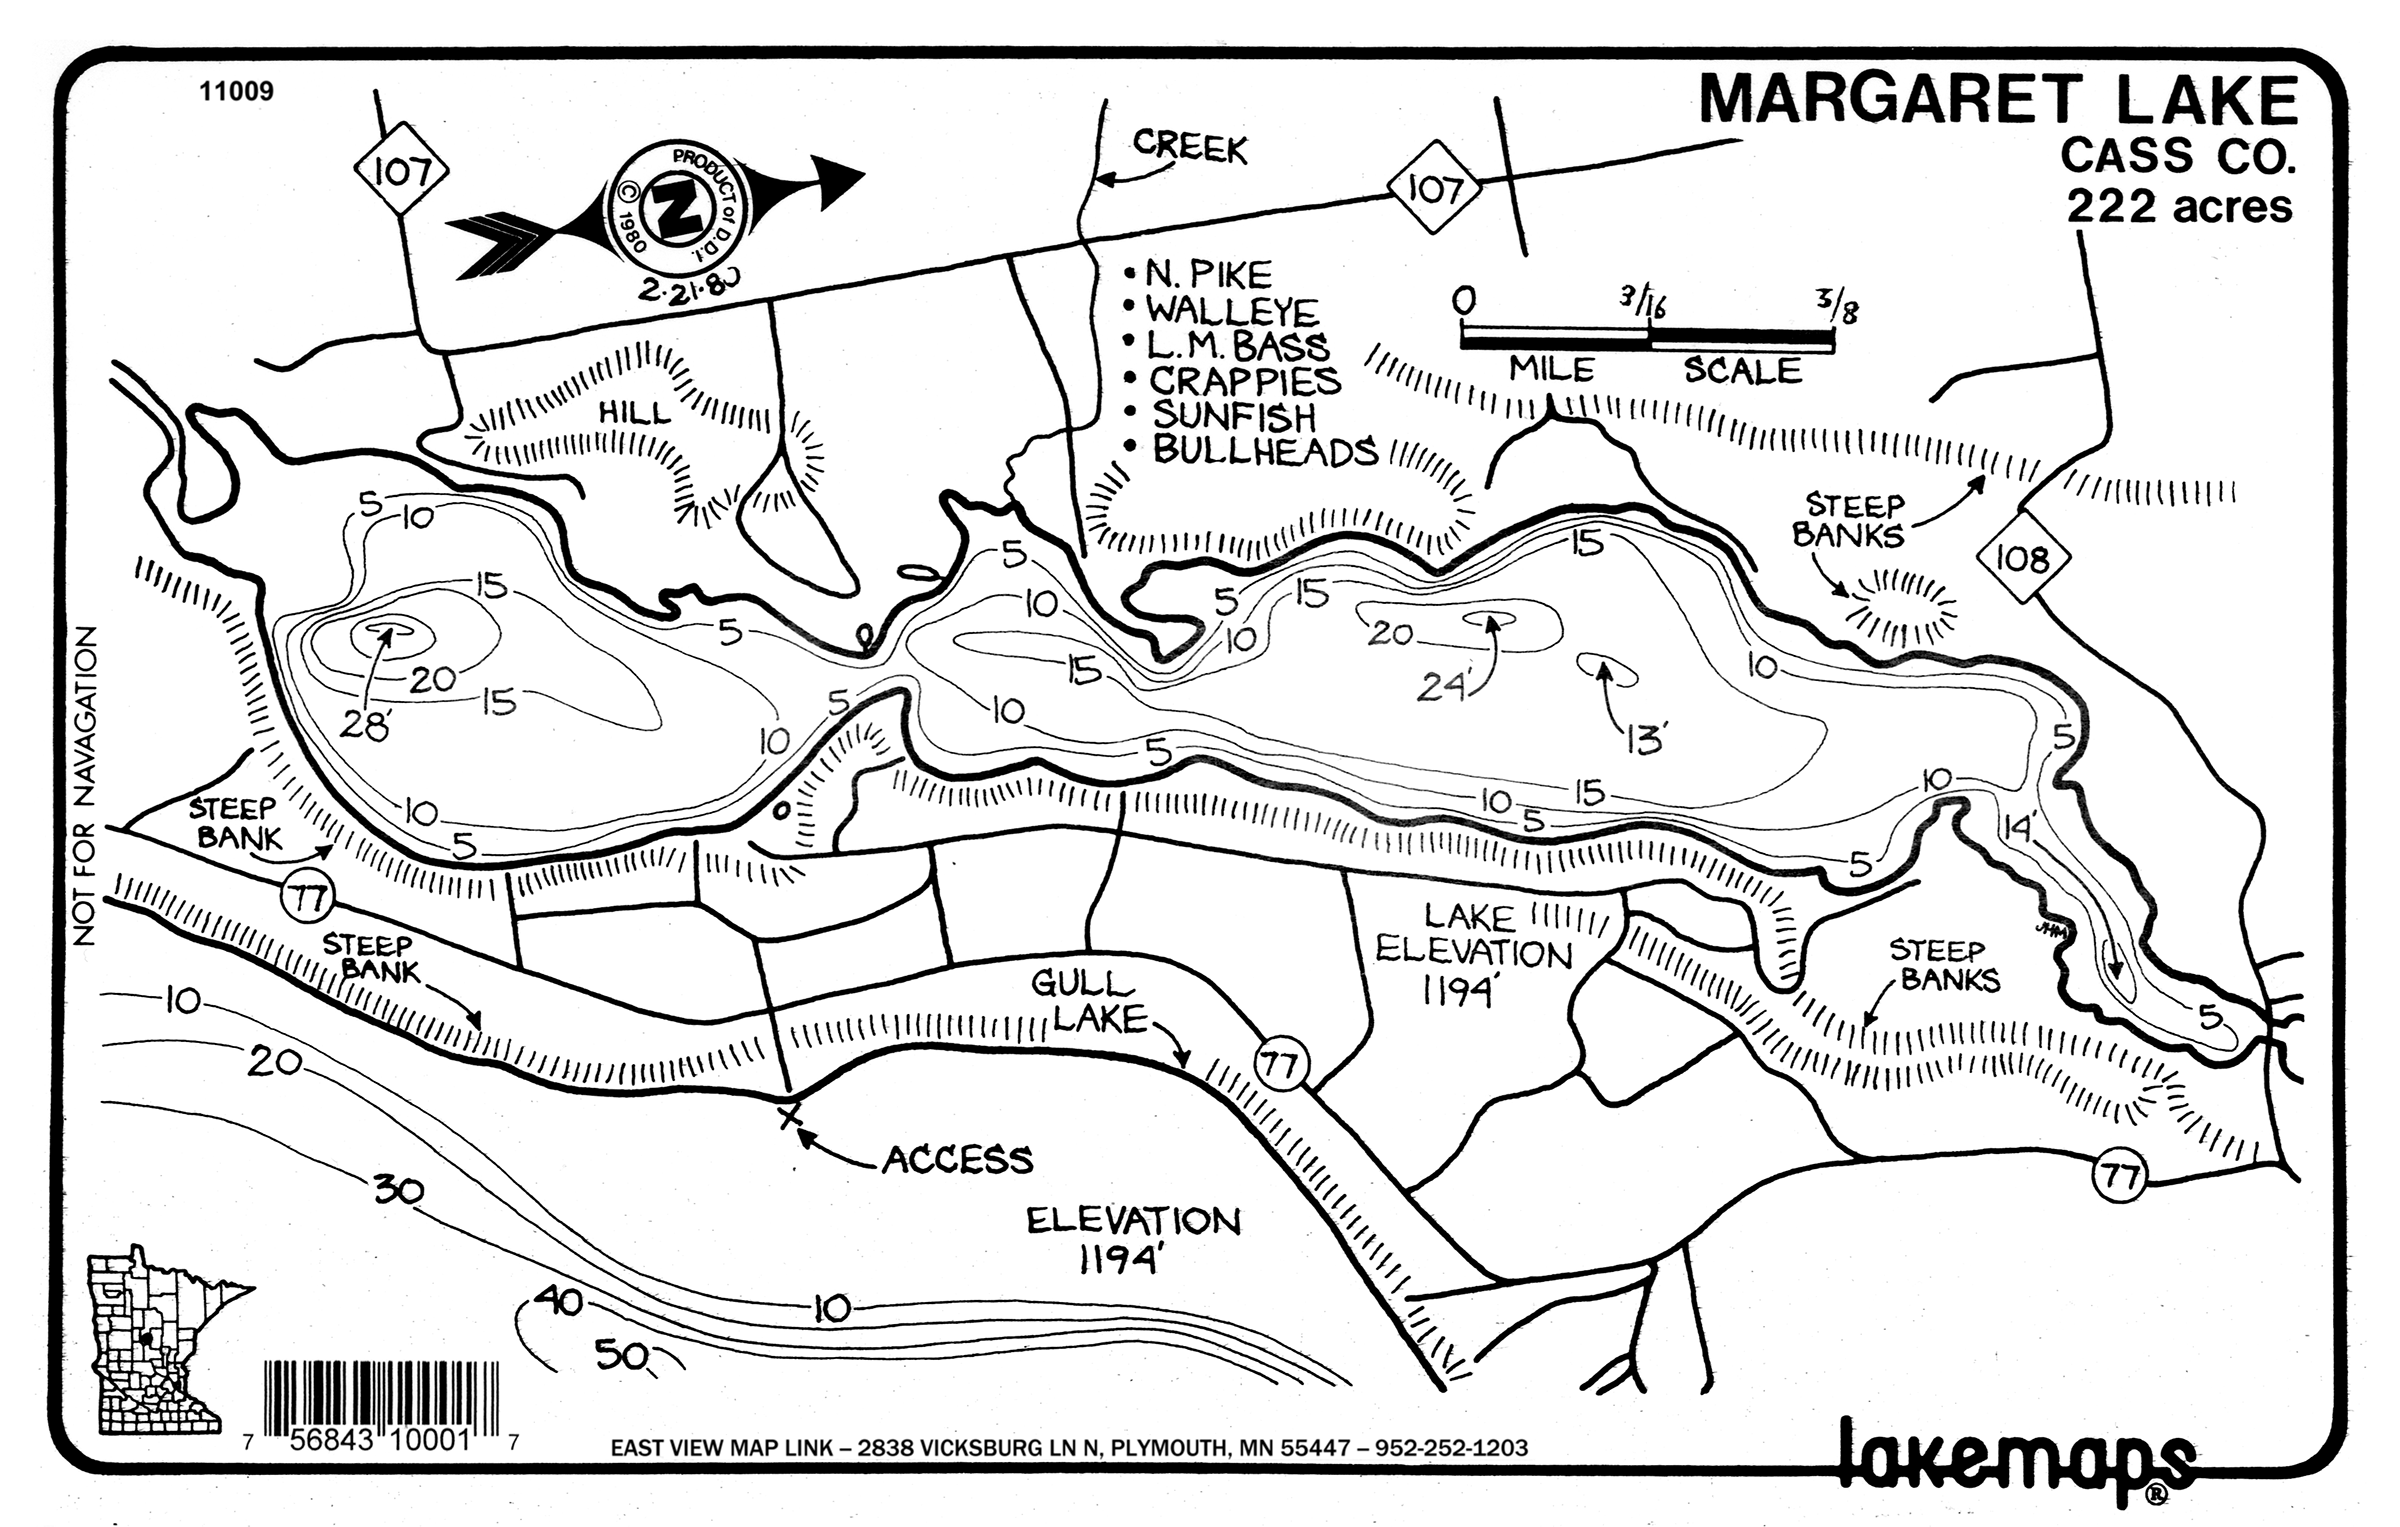 11009
MARGARET LAKE
CASS CO.
222 acres
107
PRODUCT of D.D.I.
© 1980
N
2·21·80
CREEK
107
• N. PIKE
• WALLEYE
• L.M. BASS
• CRAPPIES
• SUNFISH
• BULLHEADS
0 3/16 3/8
MILE SCALE
HILL
STEEP
BANKS
108
5 10
15
5
20
15
28'
10
5
10
5
5
10
15
10
5
5
10
15
20
24'
13'
15
10
5
10
14'
10 15
5
5
5
NOT FOR NAVAGATION
STEEP
BANK
77
STEEP
BANK
GULL
LAKE
77
LAKE
ELEVATION
1194'
JHM
STEEP
BANKS
77
ACCESS
ELEVATION
1194'
10
20
30
40
50
10
7 56843 10001 7
EAST VIEW MAP LINK – 2838 VICKSBURG LN N, PLYMOUTH, MN 55447 – 952-252-1203
lakemaps®